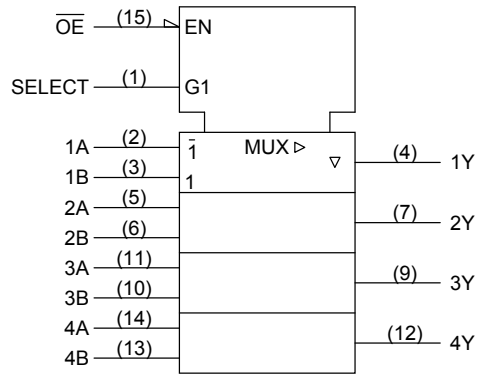 O̅E̅ (15) EN
SELECT (1) G1
1A (2) 1̅ MUX ▷ ▽ (4) 1Y
1B (3) 1
2A (5)
2B (6) (7) 2Y
3A (11)
3B (10) (9) 3Y
4A (14)
4B (13) (12) 4Y